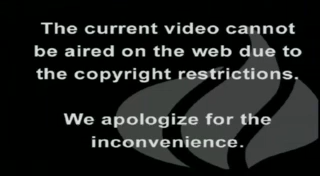 The current video cannot
be aired on the web due to
the copyright restrictions.
We apologize for the
inconvenience.